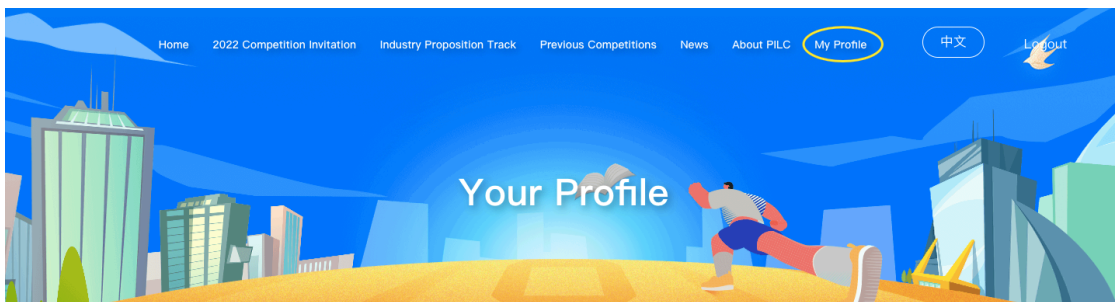 Home 2022 Competition Invitation Industry Proposition Track Previous Competitions News About PILC My Profile 中文 Logout
Your Profile